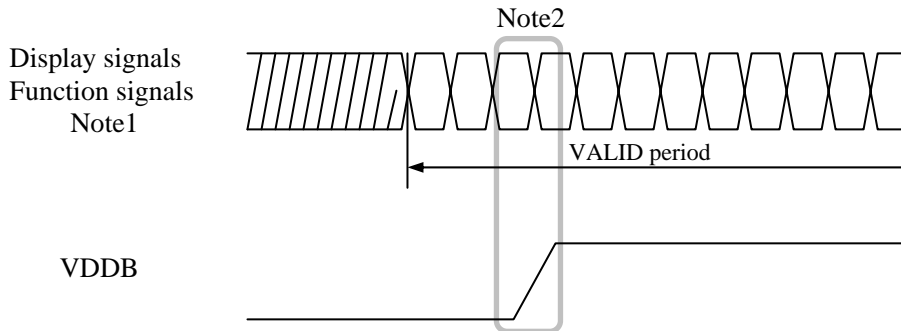 Note2
Display signals
Function signals
Note1
VALID period
VDDB